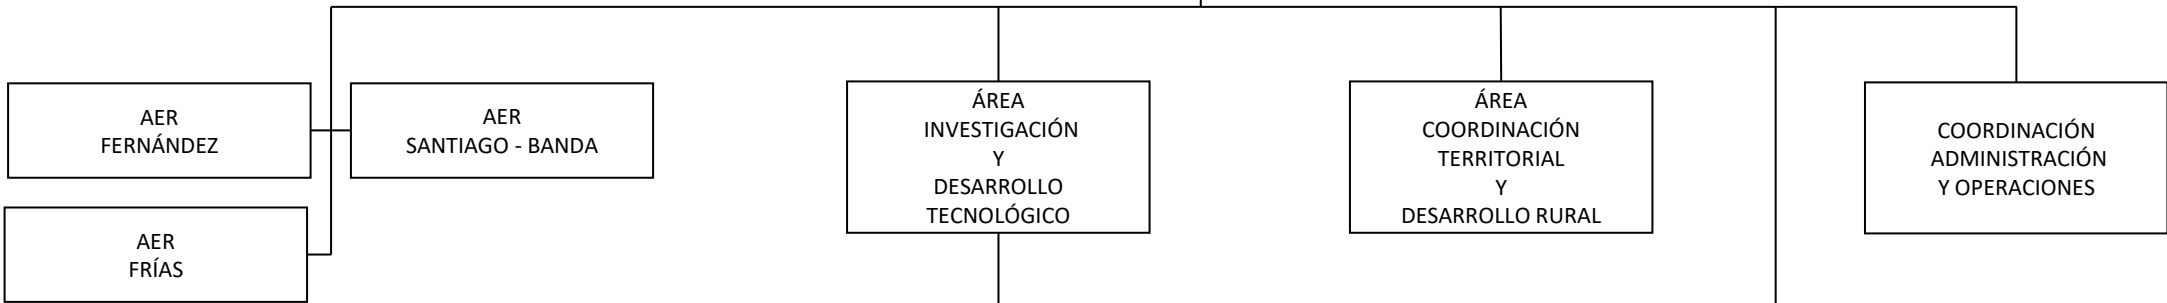 AER
FERNÁNDEZ
AER
SANTIAGO - BANDA
ÁREA
INVESTIGACIÓN
Y
DESARROLLO
TECNOLÓGICO
ÁREA
COORDINACIÓN
TERRITORIAL
Y
DESARROLLO RURAL
COORDINACIÓN
ADMINISTRACIÓN
Y OPERACIONES
AER
FRÍAS